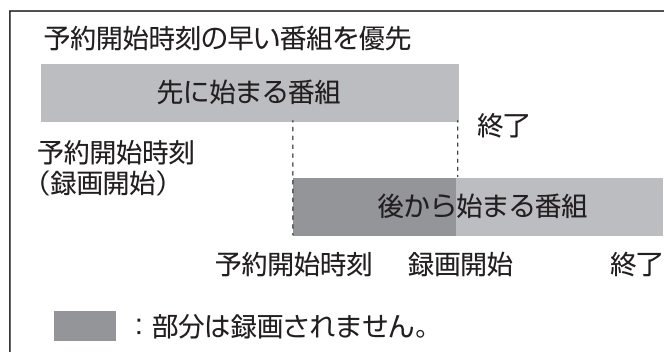 予約開始時刻の早い番組を優先
先に始まる番組
終了
予約開始時刻
(録画開始)
後から始まる番組
予約開始時刻 録画開始 終了
:部分は録画されません。